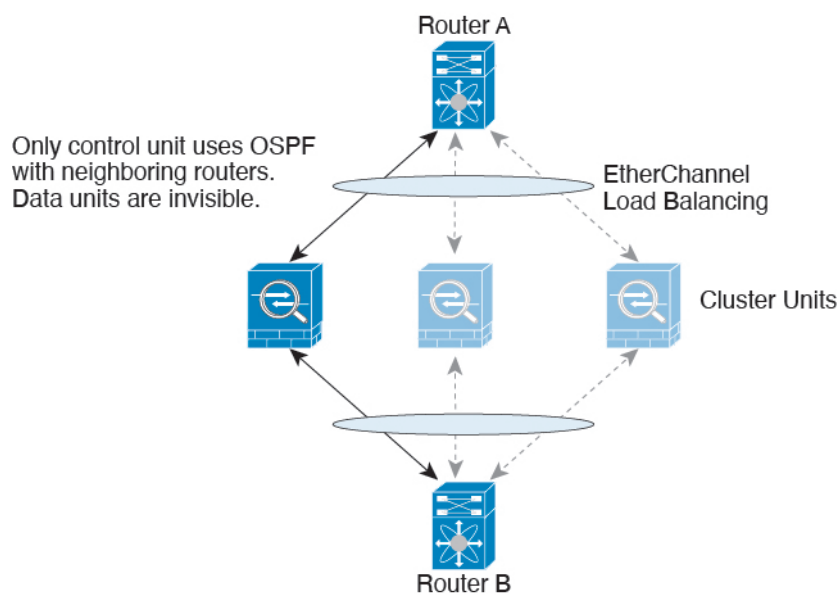 Router A
Only control unit uses OSPF
with neighboring routers.
Data units are invisible.
EtherChannel
Load Balancing
Cluster Units
Router B